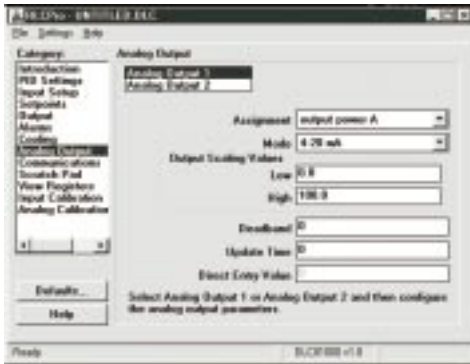 UNTITLED.DLC
File Settings Help
Category:
Introduction
PID Settings
Input Setup
Setpoints
Output
Alarms
Cooling
Analog Output
Communications
Scratch Pad
View Registers
Input Calibration
Analog Calibration
Defaults...
Help
Analog Output
Analog Output 1
Analog Output 2
Assignment output power A
Mode 4-20 mA
Output Scaling Values
Low 0.0
High 100.0
Deadband 0
Update Time 0
Direct Entry Value
Select Analog Output 1 or Analog Output 2 and then configure
the analog output parameters.
Ready